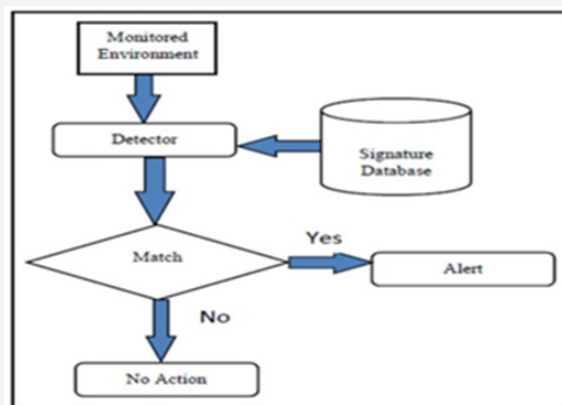 Monitored
Environment
Detector
Signature
Database
Match
Yes
Alert
No
No Action